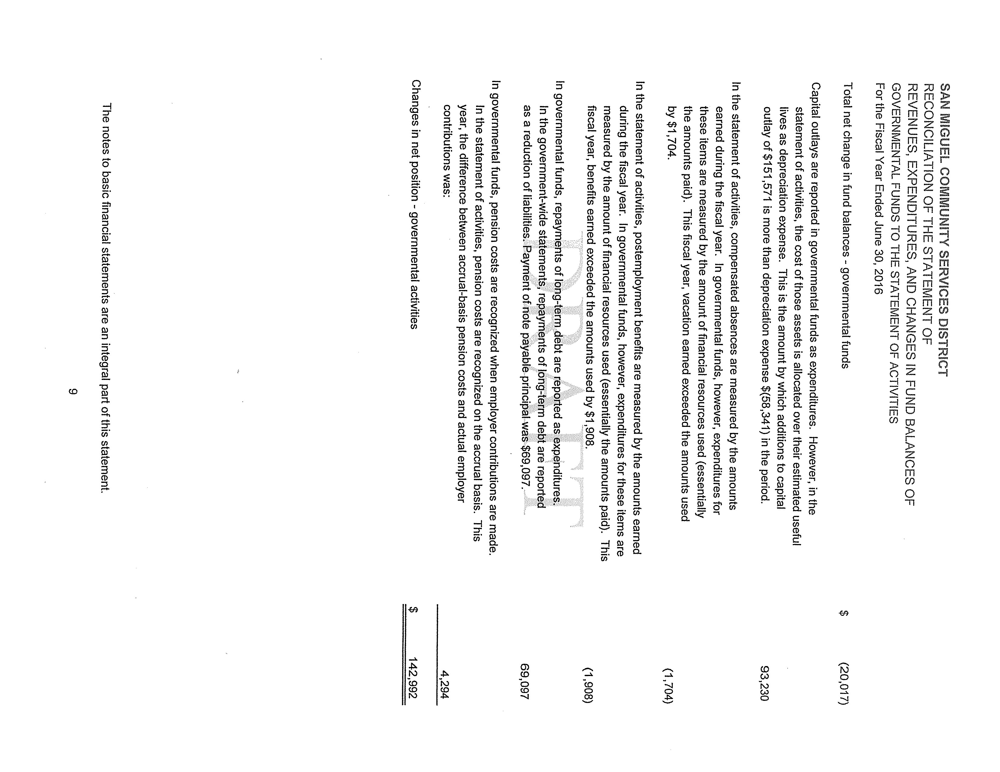 SAN MIGUEL COMMUNITY SERVICES DISTRICT
RECONCILIATION OF THE STATEMENT OF
REVENUES, EXPENDITURES, AND CHANGES IN FUND BALANCES OF
GOVERNMENTAL FUNDS TO THE STATEMENT OF ACTIVITIES
For the Fiscal Year Ended June 30, 2016
Total net change in fund balances - governmental funds $ (20,017)
Capital outlays are reported in governmental funds as expenditures. However, in the
statement of activities, the cost of those assets is allocated over their estimated useful
lives as depreciation expense. This is the amount by which additions to capital
outlay of $151,571 is more than depreciation expense $(58,341) in the period. 93,230
In the statement of activities, compensated absences are measured by the amounts
earned during the fiscal year. In governmental funds, however, expenditures for
these items are measured by the amount of financial resources used (essentially
the amounts paid). This fiscal year, vacation earned exceeded the amounts used
by $1,704. (1,704)
In the statement of activities, postemployment benefits are measured by the amounts earned
during the fiscal year. In governmental funds, however, expenditures for these items are
measured by the amount of financial resources used (essentially the amounts paid). This
fiscal year, benefits earned exceeded the amounts used by $1,908. (1,908)
DRAFT
In governmental funds, repayments of long-term debt are reported as expenditures.
In the government-wide statements, repayments of long-term debt are reported
as a reduction of liabilities. Payment of note payable principal was $69,097. 69,097
In governmental funds, pension costs are recognized when employer contributions are made.
In the statement of activities, pension costs are recognized on the accrual basis. This
year, the difference between accrual-basis pension costs and actual employer
contributions was: 4,294
Changes in net position - governmental activities $ 142,992
The notes to basic financial statements are an integral part of this statement.
9